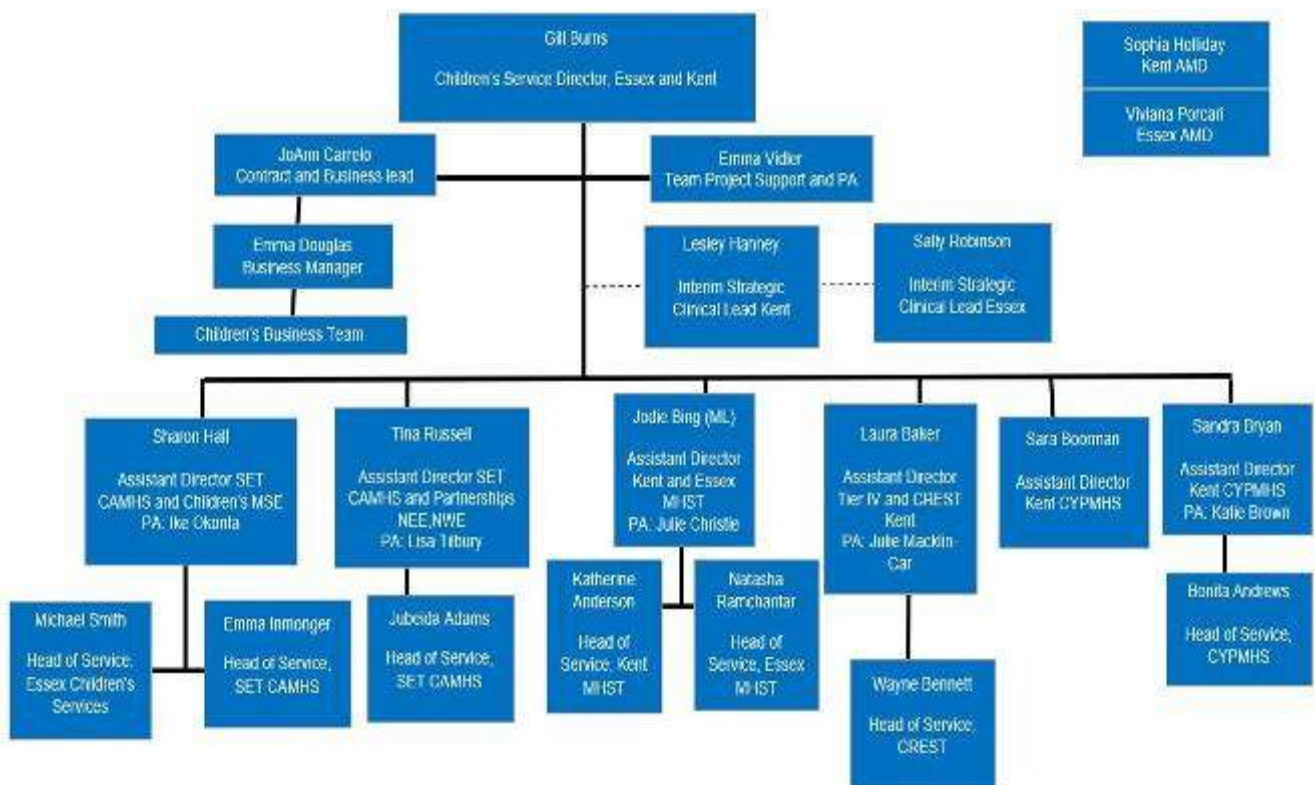 Gill Burns
Children's Service Director, Essex and Kent
Sophia Holliday
Kent AMD
Viviana Porcari
Essex AMD
JoAnn Carrelo
Contract and Business lead
Emma Vidler
Team Project Support and PA
Emma Douglas
Business Manager
Lesley Hanney
Interim Strategic
Clinical Lead Kent
Sally Robinson
Interim Strategic
Clinical Lead Essex
Children's Business Team
Sharon Hall
Assistant Director SET
CAMHS and Children's MSE
PA: Ike Okonta
Tina Russell
Assistant Director SET
CAMHS and Partnerships
NEE,NWE
PA: Lisa Tilbury
Jodie Bing (ML)
Assistant Director
Kent and Essex
MHST
PA: Julie Christie
Laura Baker
Assistant Director
Tier IV and CREST
Kent
PA: Julie Macklin-
Car
Sara Boorman
Assistant Director
Kent CYPMHS
Sandra Bryan
Assistant Director
Kent CYPMHS
PA: Katie Brown
Michael Smith
Head of Service,
Essex Children's
Services
Emma Inmonger
Head of Service,
SET CAMHS
Jubeida Adams
Head of Service,
SET CAMHS
Katherine
Anderson
Head of
Service, Kent
MHST
Natasha
Ramcharitar
Head of
Service, Essex
MHST
Wayne Bennett
Head of Service,
CREST
Bonita Andrews
Head of Service,
CYPMHS